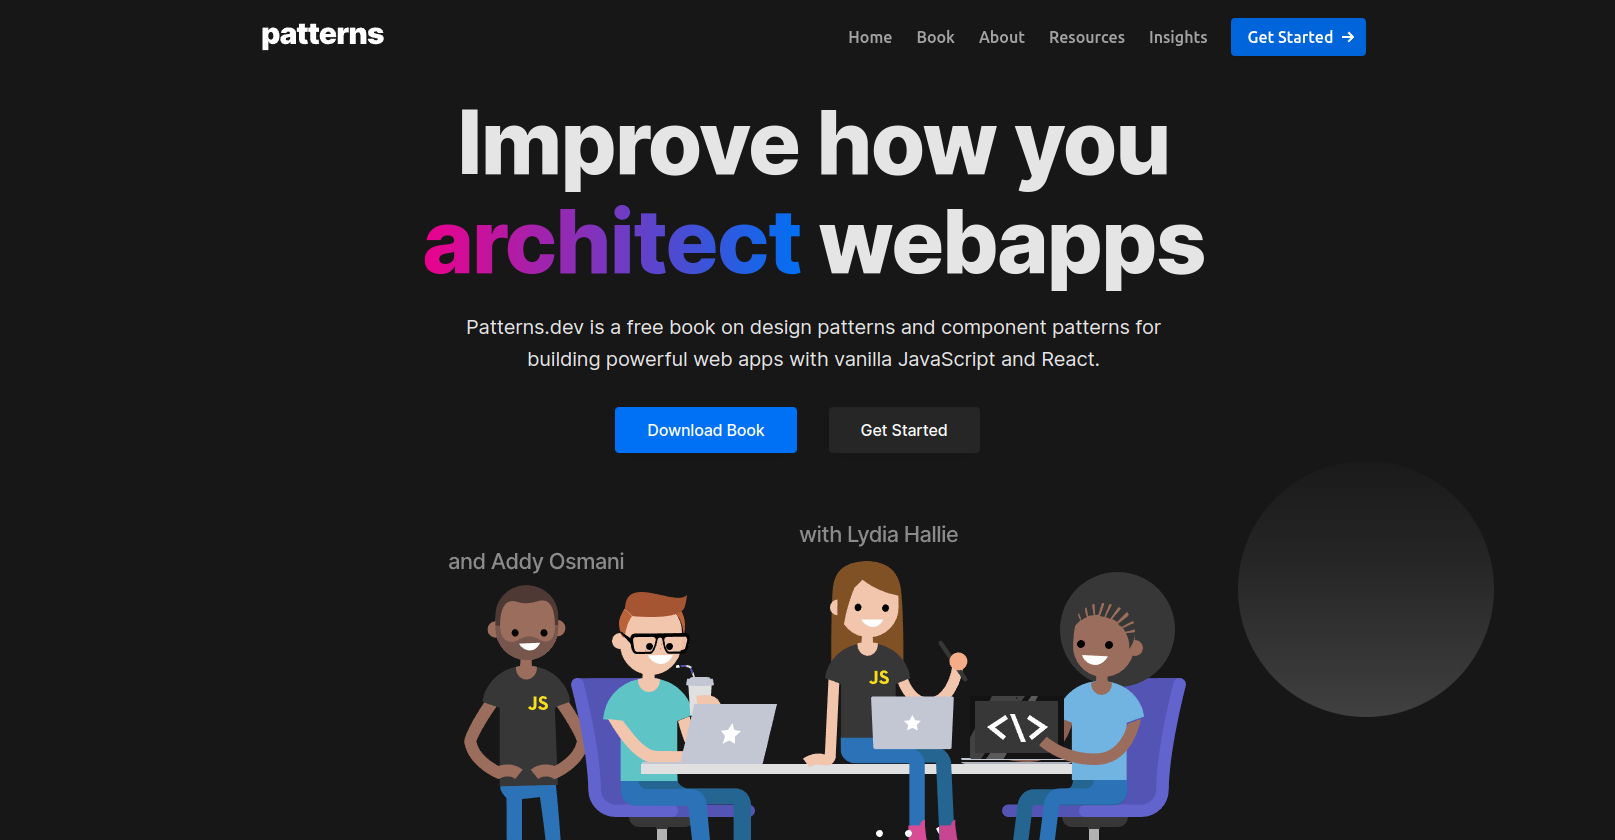 patterns
Home Book About Resources Insights Get Started →
Improve how you
architect webapps
Patterns.dev is a free book on design patterns and component patterns for
building powerful web apps with vanilla JavaScript and React.
Download Book Get Started
with Lydia Hallie
and Addy Osmani
JS
JS
<\>